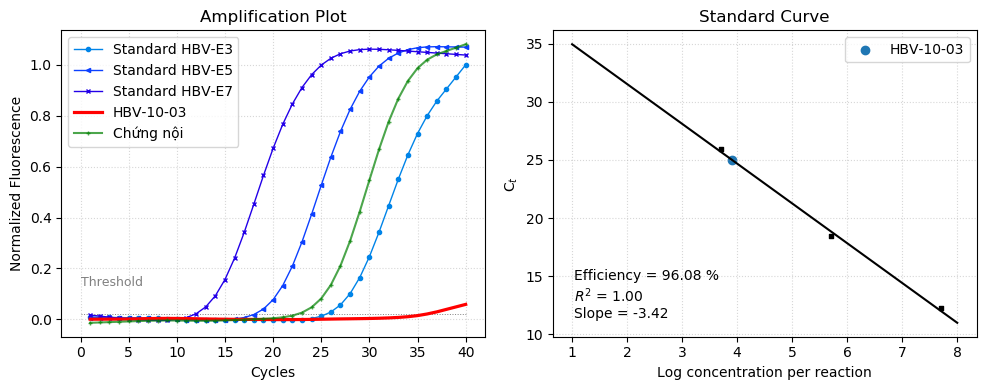 Amplification Plot
Normalized Fluorescence
1.0
0.8
0.6
0.4
0.2
0.0
Standard HBV-E3
Standard HBV-E5
Standard HBV-E7
HBV-10-03
Chứng nội
Threshold
0 5 10 15 20 25 30 35 40
Cycles
Standard Curve
Cₜ
35
30
25
20
15
10
HBV-10-03
Efficiency = 96.08 %
R² = 1.00
Slope = -3.42
1 2 3 4 5 6 7 8
Log concentration per reaction